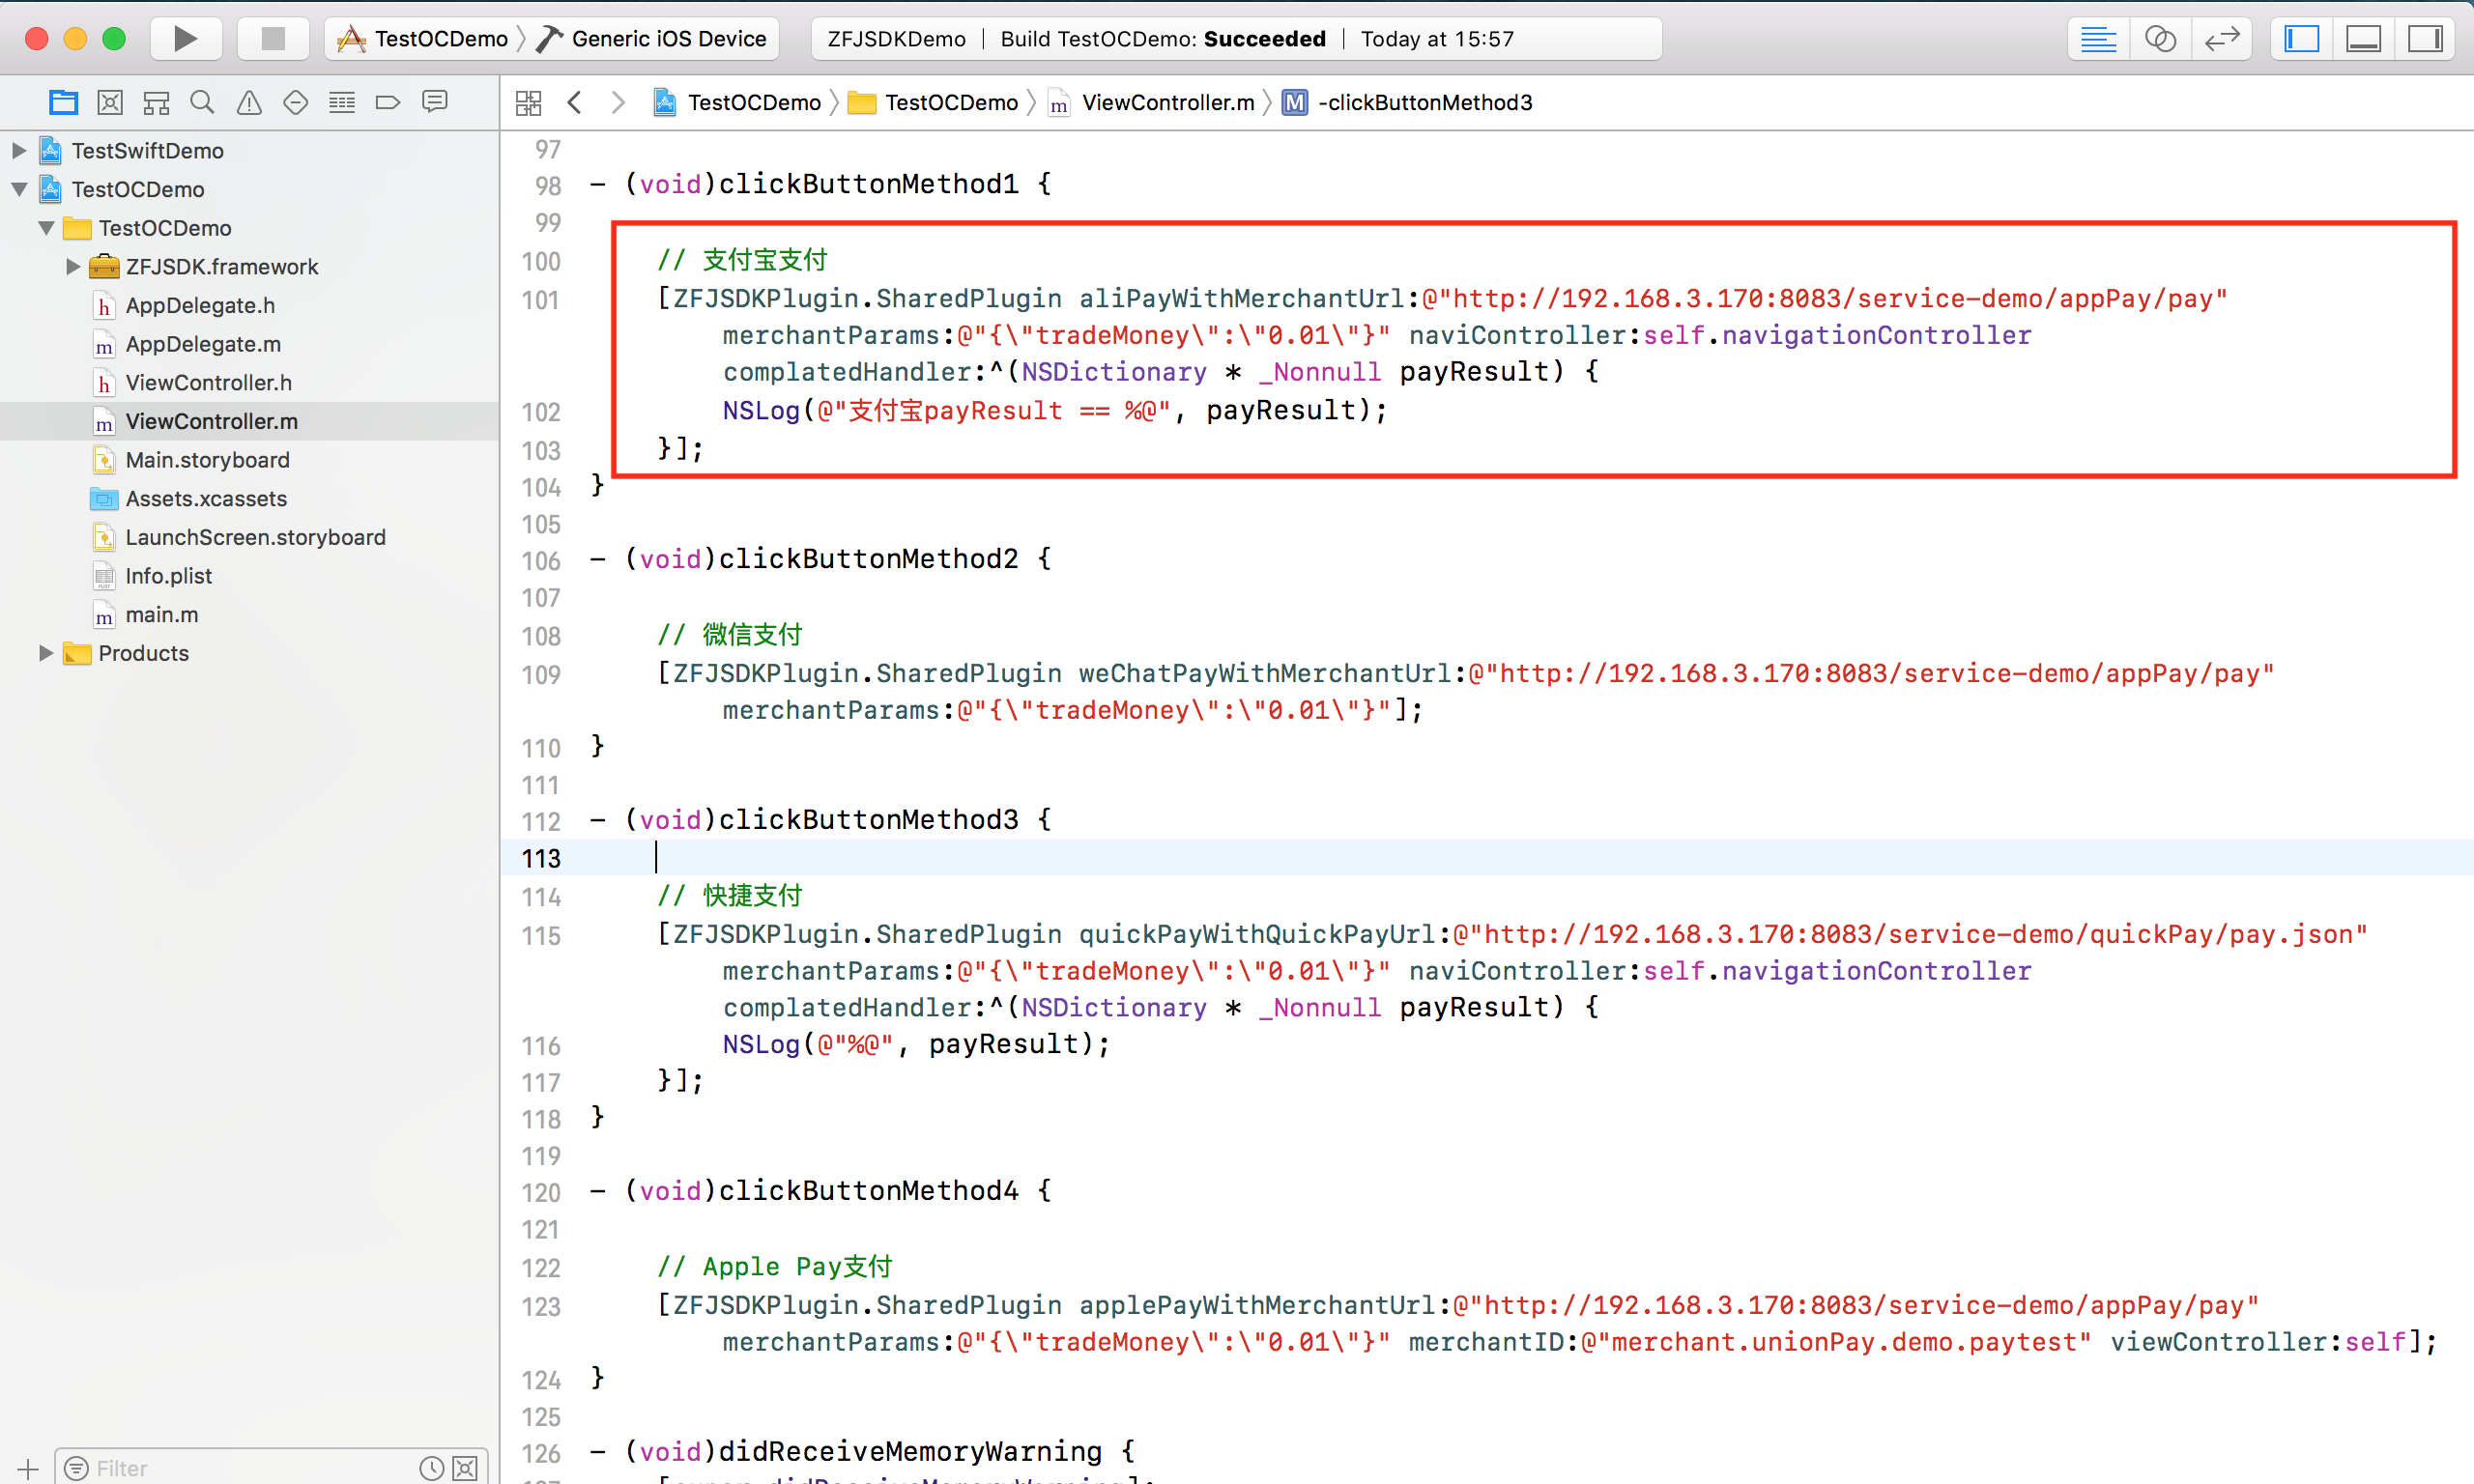 TestOCDemo Generic iOS Device
ZFJSDKDemo Build TestOCDemo: Succeeded Today at 15:57
TestOCDemo TestOCDemo ViewController.m M -clickButtonMethod3
TestSwiftDemo
TestOCDemo
TestOCDemo
ZFJSDK.framework
h AppDelegate.h
m AppDelegate.m
h ViewController.h
m ViewController.m
Main.storyboard
Assets.xcassets
LaunchScreen.storyboard
Info.plist
m main.m
Products
Filter
97
98 - (void)clickButtonMethod1 {
99
100 // 支付宝支付
101 [ZFJSDKPlugin.SharedPlugin aliPayWithMerchantUrl:@"http://192.168.3.170:8083/service-demo/appPay/pay"
merchantParams:@"{\"tradeMoney\":\"0.01\"}" naviController:self.navigationController
complatedHandler:^(NSDictionary * _Nonnull payResult) {
102 NSLog(@"支付宝payResult == %@", payResult);
103 }];
104 }
105
106 - (void)clickButtonMethod2 {
107
108 // 微信支付
109 [ZFJSDKPlugin.SharedPlugin weChatPayWithMerchantUrl:@"http://192.168.3.170:8083/service-demo/appPay/pay"
merchantParams:@"{\"tradeMoney\":\"0.01\"}"];
110 }
111
112 - (void)clickButtonMethod3 {
113
114 // 快捷支付
115 [ZFJSDKPlugin.SharedPlugin quickPayWithQuickPayUrl:@"http://192.168.3.170:8083/service-demo/quickPay/pay.json"
merchantParams:@"{\"tradeMoney\":\"0.01\"}" naviController:self.navigationController
complatedHandler:^(NSDictionary * _Nonnull payResult) {
116 NSLog(@"%@", payResult);
117 }];
118 }
119
120 - (void)clickButtonMethod4 {
121
122 // Apple Pay支付
123 [ZFJSDKPlugin.SharedPlugin applePayWithMerchantUrl:@"http://192.168.3.170:8083/service-demo/appPay/pay"
merchantParams:@"{\"tradeMoney\":\"0.01\"}" merchantID:@"merchant.unionPay.demo.paytest" viewController:self];
124 }
125
126 - (void)didReceiveMemoryWarning {